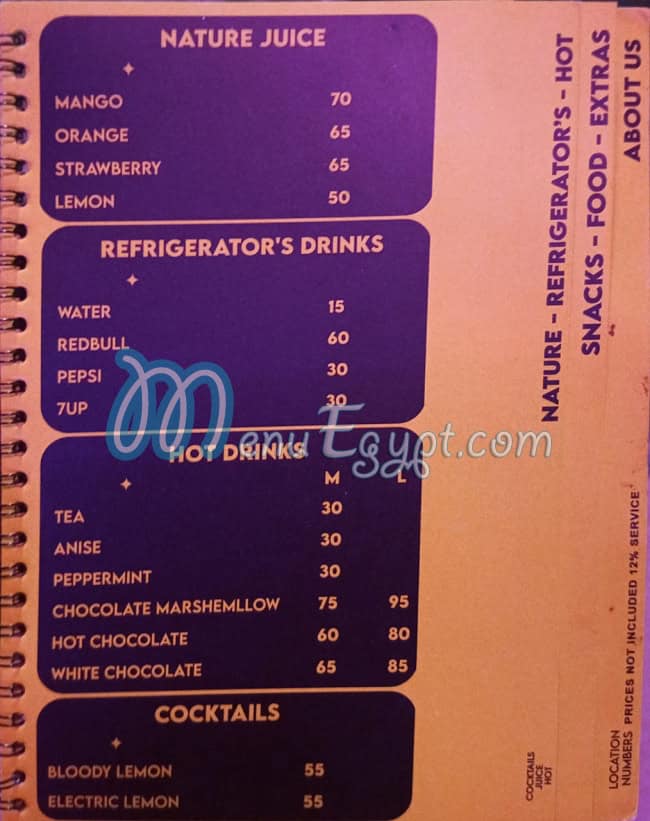 NATURE JUICE
MANGO 70
ORANGE 65
STRAWBERRY 65
LEMON 50
REFRIGERATOR'S DRINKS
WATER 15
REDBULL 60
PEPSI 30
7UP 30
MenuEgypt.com
HOT DRINKS
M L
TEA 30
ANISE 30
PEPPERMINT 30
CHOCOLATE MARSHEMLLOW 75 95
HOT CHOCOLATE 60 80
WHITE CHOCOLATE 65 85
COCKTAILS
BLOODY LEMON 55
ELECTRIC LEMON 55
NATURE - REFRIGERATOR'S - HOT
SNACKS - FOOD - EXTRAS
ABOUT US
COCKTAILS
JUICE
HOT
LOCATION
NUMBERS PRICES NOT INCLUDED 12% SERVICE